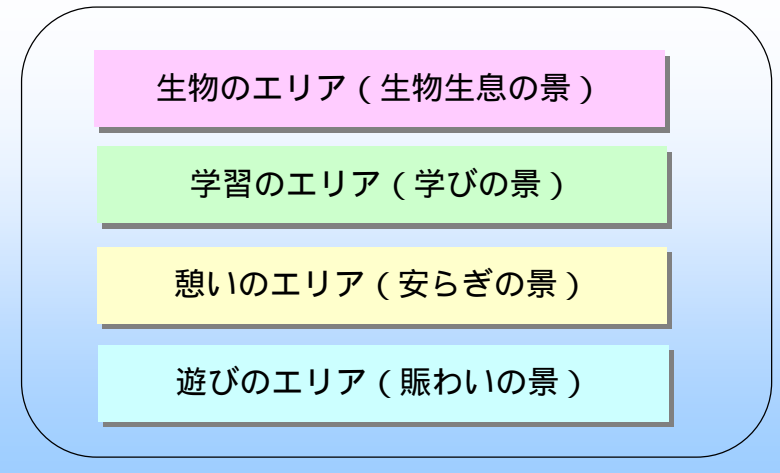 生物のエリア(生物生息の景)
学習のエリア(学びの景)
憩いのエリア(安らぎの景)
遊びのエリア(賑わいの景)